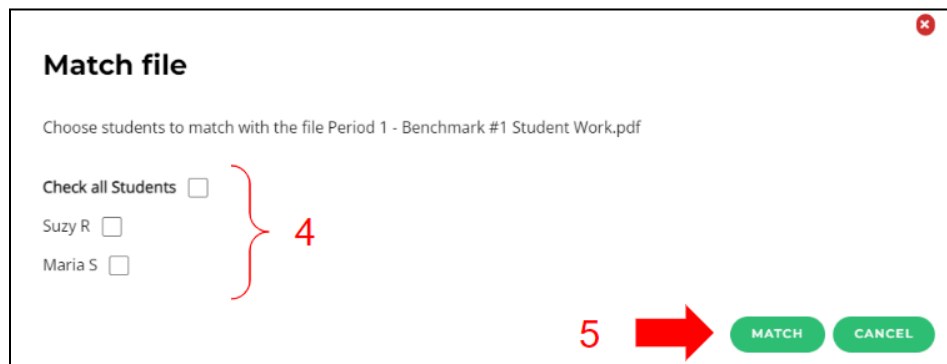 Match file
Choose students to match with the file Period 1 - Benchmark #1 Student Work.pdf
Check all Students
Suzy R
4
Maria S
5
MATCH
CANCEL